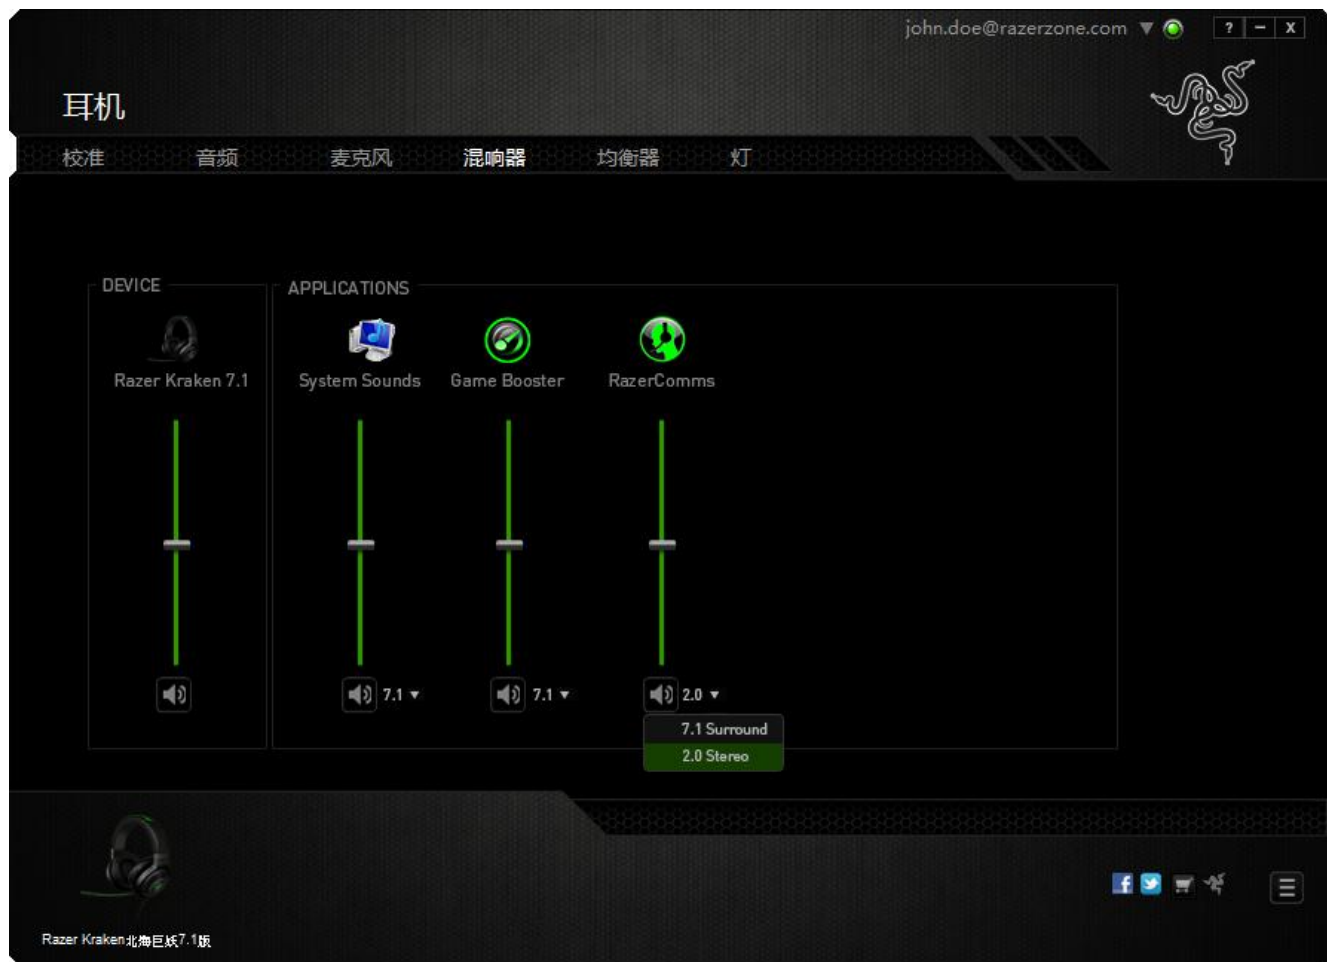 john.doe@razerzone.com ▼ ? – X
耳机
校准 音频 麦克风 混响器 均衡器 灯
DEVICE APPLICATIONS
Razer Kraken 7.1 System Sounds Game Booster RazerComms
7.1 ▼ 7.1 ▼ 2.0 ▼
7.1 Surround
2.0 Stereo
Razer Kraken北海巨妖7.1版